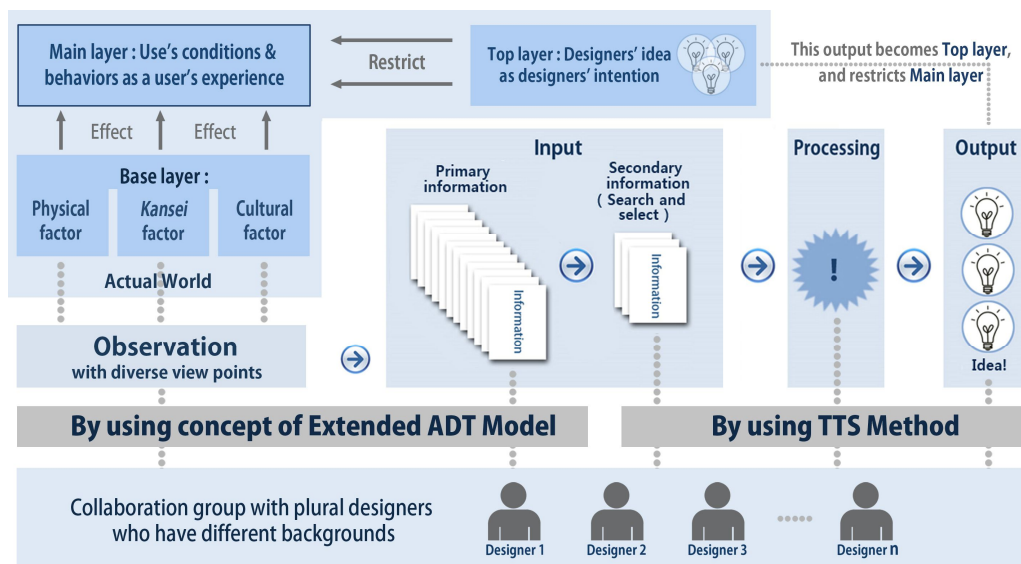 Main layer : Use's conditions &
behaviors as a user's experience
Restrict
Top layer : Designers' idea
as designers' intention
This output becomes Top layer,
and restricts Main layer
Effect
Effect
Base layer :
Physical
factor
Kansei
factor
Cultural
factor
Actual World
Observation
with diverse view points
Input
Primary
information
Information
Secondary
information
( Search and
select )
Information
Processing
!
Output
Idea!
By using concept of Extended ADT Model
By using TTS Method
Collaboration group with plural designers
who have different backgrounds
Designer 1
Designer 2
Designer 3
Designer n